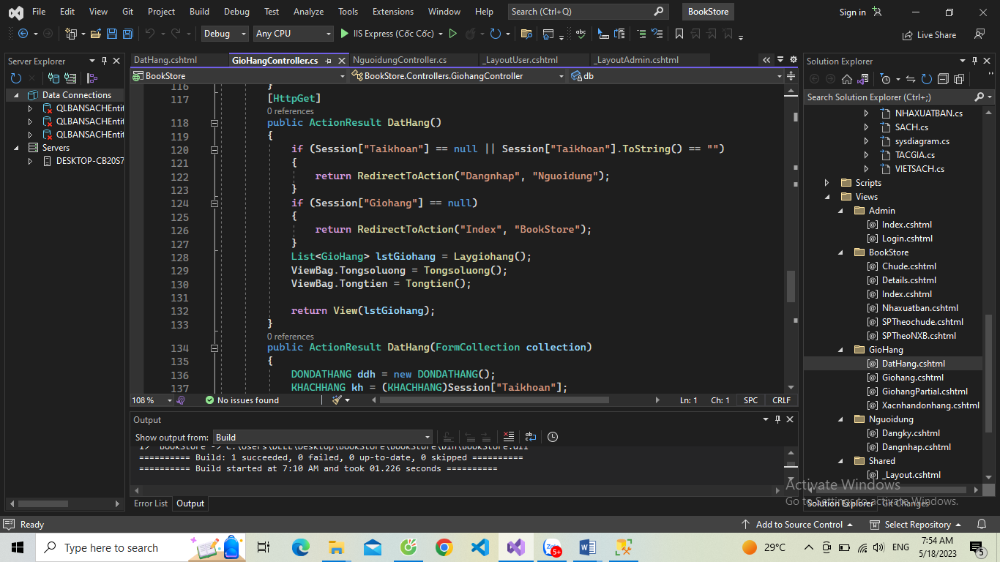 File Edit View Git Project Build Debug Test Analyze Tools Extensions Window Help Search (Ctrl+Q) BookStore Sign in
Debug Any CPU IIS Express (Cốc Cốc) Live Share
Server Explorer
Data Connections
QLBANSACHEntit
QLBANSACHEntit
QLBANSACHEntit
Servers
DESKTOP-CB20S7
DatHang.cshtml GioHangController.cs NguoidungController.cs _LayoutUser.cshtml _LayoutAdmin.cshtml
BookStore BookStore.Controllers.GiohangController db
116 }
117 [HttpGet]
0 references
118 public ActionResult DatHang()
119 {
120 if (Session["Taikhoan"] == null || Session["Taikhoan"].ToString() == "")
121 {
122 return RedirectToAction("Dangnhap", "Nguoidung");
123 }
124 if (Session["Giohang"] == null)
125 {
126 return RedirectToAction("Index", "BookStore");
127 }
128 List<GioHang> lstGiohang = Laygiohang();
129 ViewBag.Tongsoluong = Tongsoluong();
130 ViewBag.Tongtien = Tongtien();
131
132 return View(lstGiohang);
133 }
0 references
134 public ActionResult DatHang(FormCollection collection)
135 {
136 DONDATHANG ddh = new DONDATHANG();
137 KHACHHANG kh = (KHACHHANG)Session["Taikhoan"];
108 % No issues found Ln: 1 Ch: 1 SPC CRLF
Output
Show output from: Build
1> BookStore -> C:\Users\DELL\Desktop\BookStore\BookStore\bin\BookStore.dll
========== Build: 1 succeeded, 0 failed, 0 up-to-date, 0 skipped ==========
========== Build started at 7:10 AM and took 01.226 seconds ==========
Error List Output
Solution Explorer
Search Solution Explorer (Ctrl+;)
NHAXUATBAN.cs
SACH.cs
sysdiagram.cs
TACGIA.cs
VIETSACH.cs
Scripts
Views
Admin
Index.cshtml
Login.cshtml
BookStore
Chude.cshtml
Details.cshtml
Index.cshtml
Nhaxuatban.cshtml
SPTheochude.cshtml
SPTheoNXB.cshtml
GioHang
DatHang.cshtml
Giohang.cshtml
GiohangPartial.cshtml
Xacnhandonhang.cshtml
Nguoidung
Dangky.cshtml
Dangnhap.cshtml
Shared
_Layout.cshtml
Activate Windows
Go to Settings to activate Windows.
Solution Explorer Git Changes
Ready Add to Source Control Select Repository
Type here to search 5+ 29°C ENG 7:54 AM
5/18/2023 5